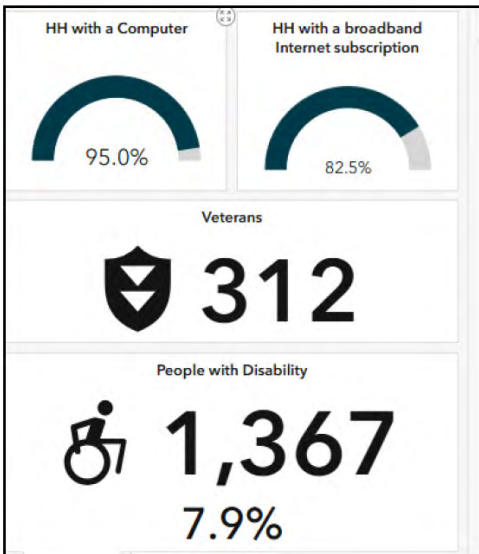 HH with a Computer
95.0%
HH with a broadband
Internet subscription
82.5%
Veterans
312
People with Disability
1,367
7.9%